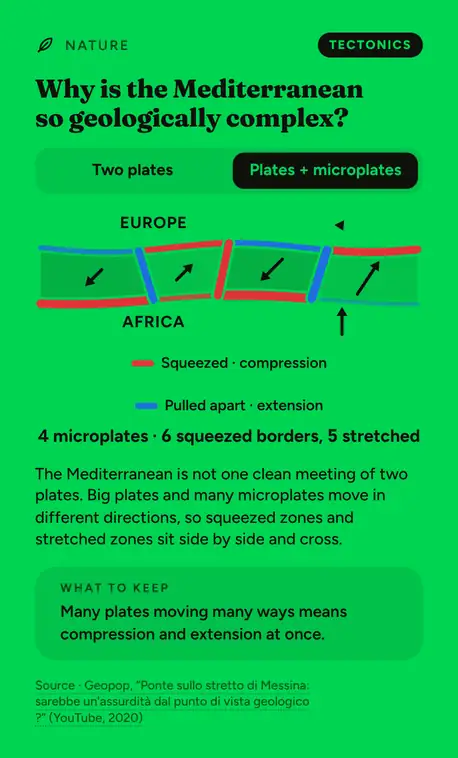 NATURE
TECTONICS
Why is the Mediterranean
so geologically complex?
Two plates
Plates + microplates
EUROPE
AFRICA
Squeezed · compression
Pulled apart · extension
4 microplates · 6 squeezed borders, 5 stretched
The Mediterranean is not one clean meeting of two
plates. Big plates and many microplates move in
different directions, so squeezed zones and
stretched zones sit side by side and cross.
WHAT TO KEEP
Many plates moving many ways means
compression and extension at once.
Source · Geopop, “Ponte sullo stretto di Messina:
sarebbe un'assurdità dal punto di vista geologico
?” (YouTube, 2020)